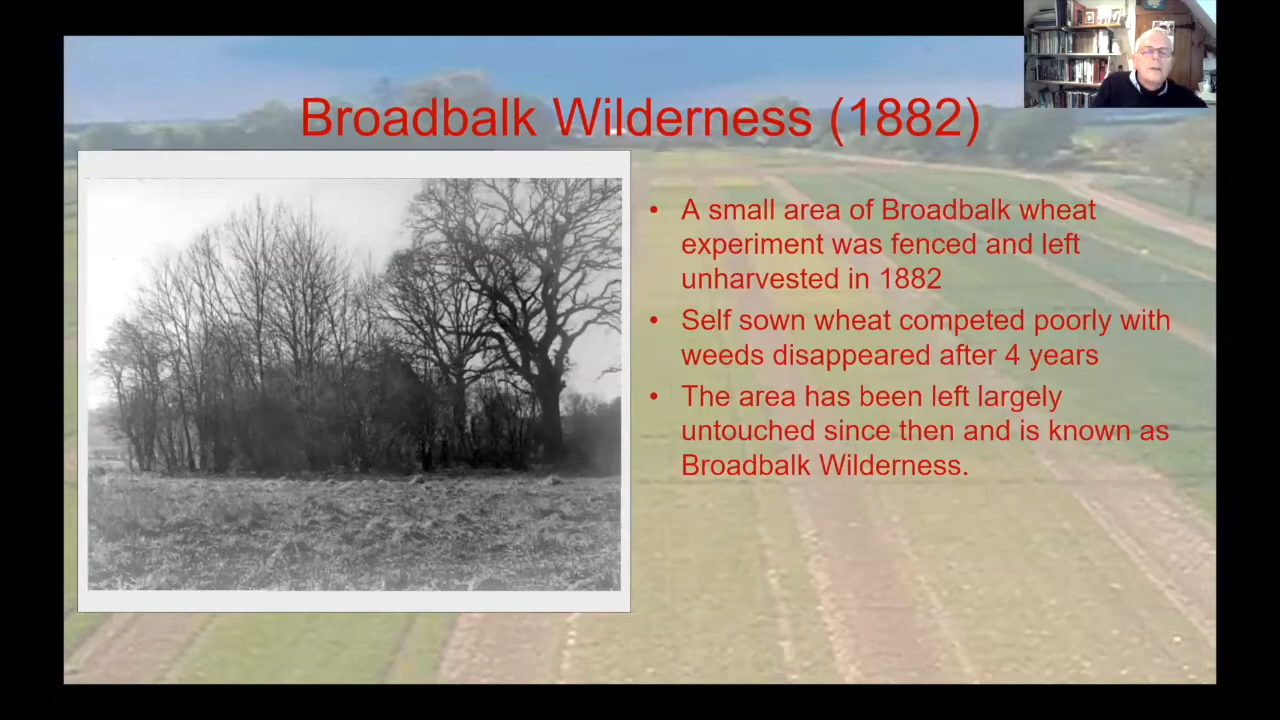 Broadbalk Wilderness (1882)
• A small area of Broadbalk wheat
experiment was fenced and left
unharvested in 1882
• Self sown wheat competed poorly with
weeds disappeared after 4 years
• The area has been left largely
untouched since then and is known as
Broadbalk Wilderness.